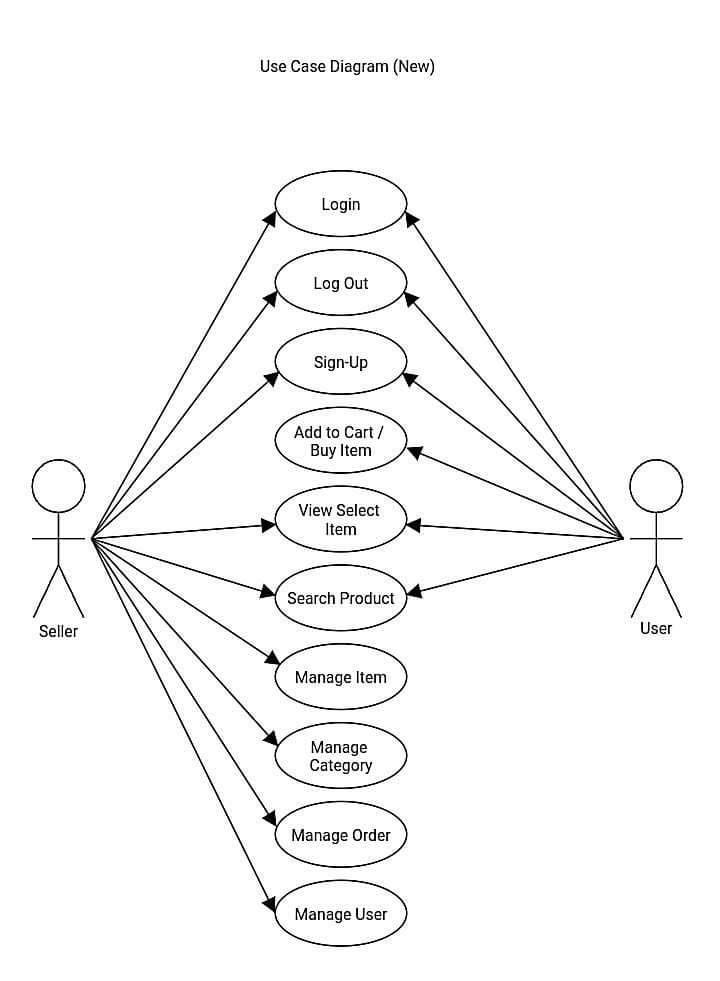 Use Case Diagram (New)
Login
Log Out
Sign-Up
Add to Cart /
Buy Item
View Select
Item
Search Product
Seller
User
Manage Item
Manage
Category
Manage Order
Manage User